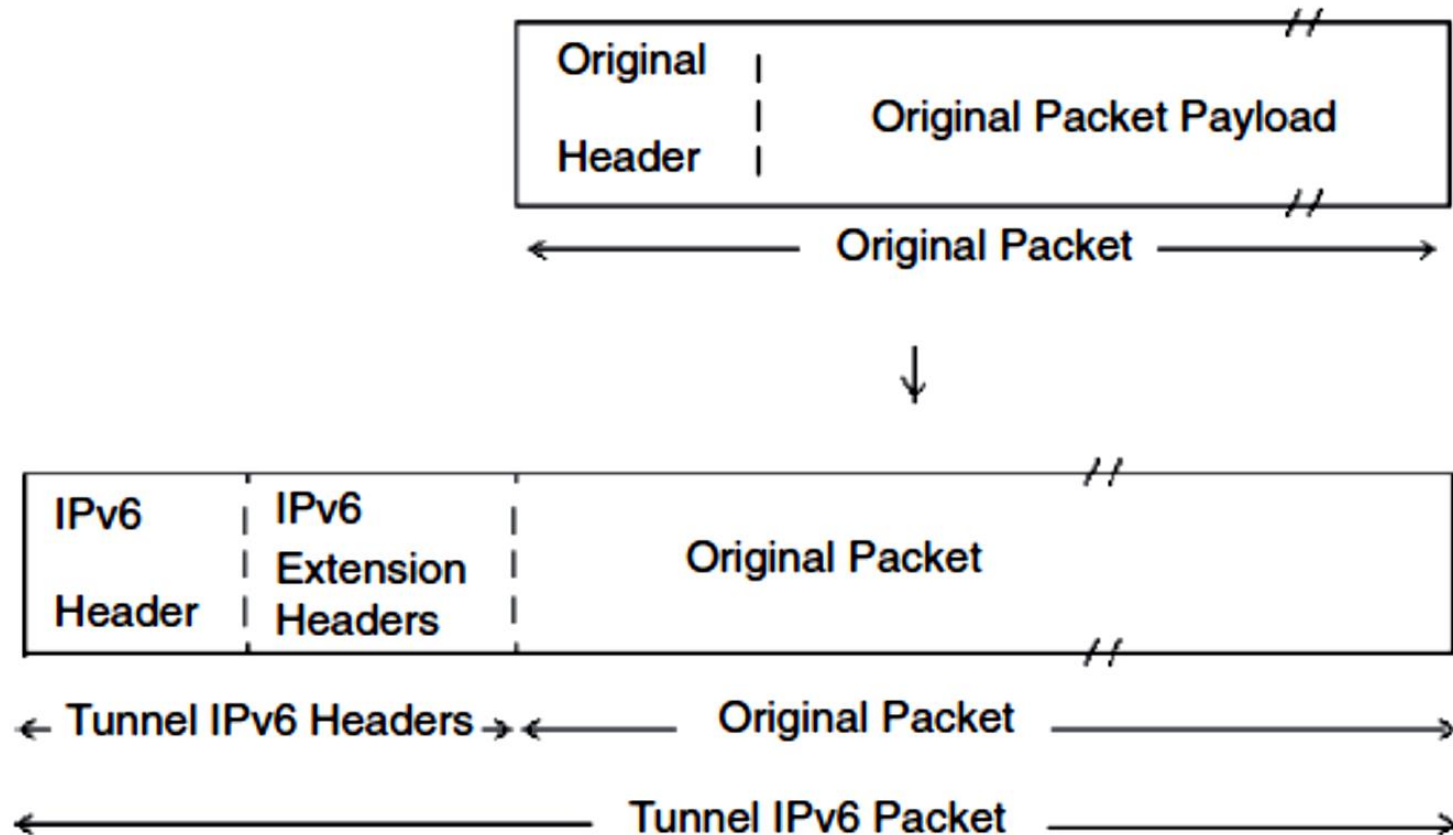 Original
Header
Original Packet Payload
Original Packet
IPv6
Header
IPv6
Extension
Headers
Original Packet
Tunnel IPv6 Headers
Original Packet
Tunnel IPv6 Packet